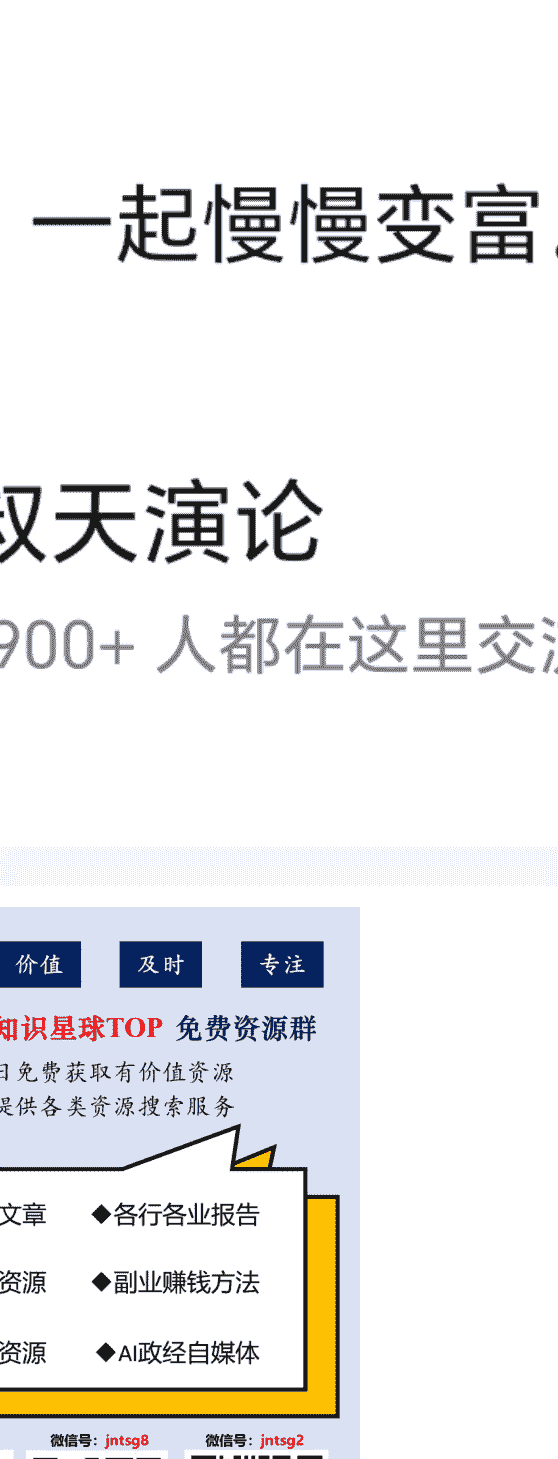 一起慢慢变富
天演论
900+ 人都在这里交
价值 及时 专注
知识星球TOP 免费资源群
日免费获取有价值资源
提供各类资源搜索服务
文章 ◆各行各业报告
资源 ◆副业赚钱方法
资源 ◆AI政经自媒体
微信号：jntsg8 微信号：jntsg2